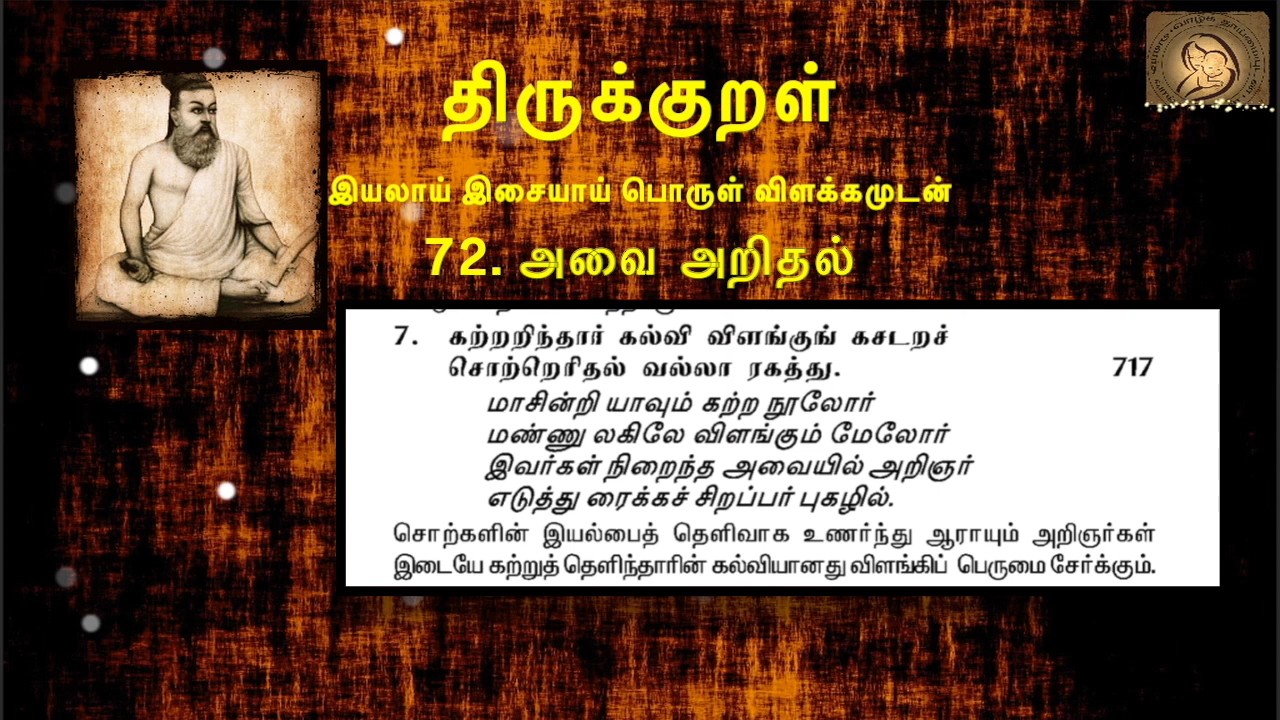 திருக்குறள்
இயலாய் இசையாய் பொருள் விளக்கமுடன்
72. அவை அறிதல்
7. கற்றறிந்தார் கல்வி விளங்குங் கசடறச்
சொற்றெரிதல் வல்லா ரகத்து. 717
மாசின்றி யாவும் கற்ற நூலோர்
மண்ணு லகிலே விளங்கும் மேலோர்
இவர்கள் நிறைந்த அவையில் அறிஞர்
எடுத்து ரைக்கச் சிறப்பர் புகழில்.
சொற்களின் இயல்பைத் தெளிவாக உணர்ந்து ஆராயும் அறிஞர்கள்
இடையே கற்றுத் தெளிந்தாரின் கல்வியானது விளங்கிப் பெருமை சேர்க்கும்.